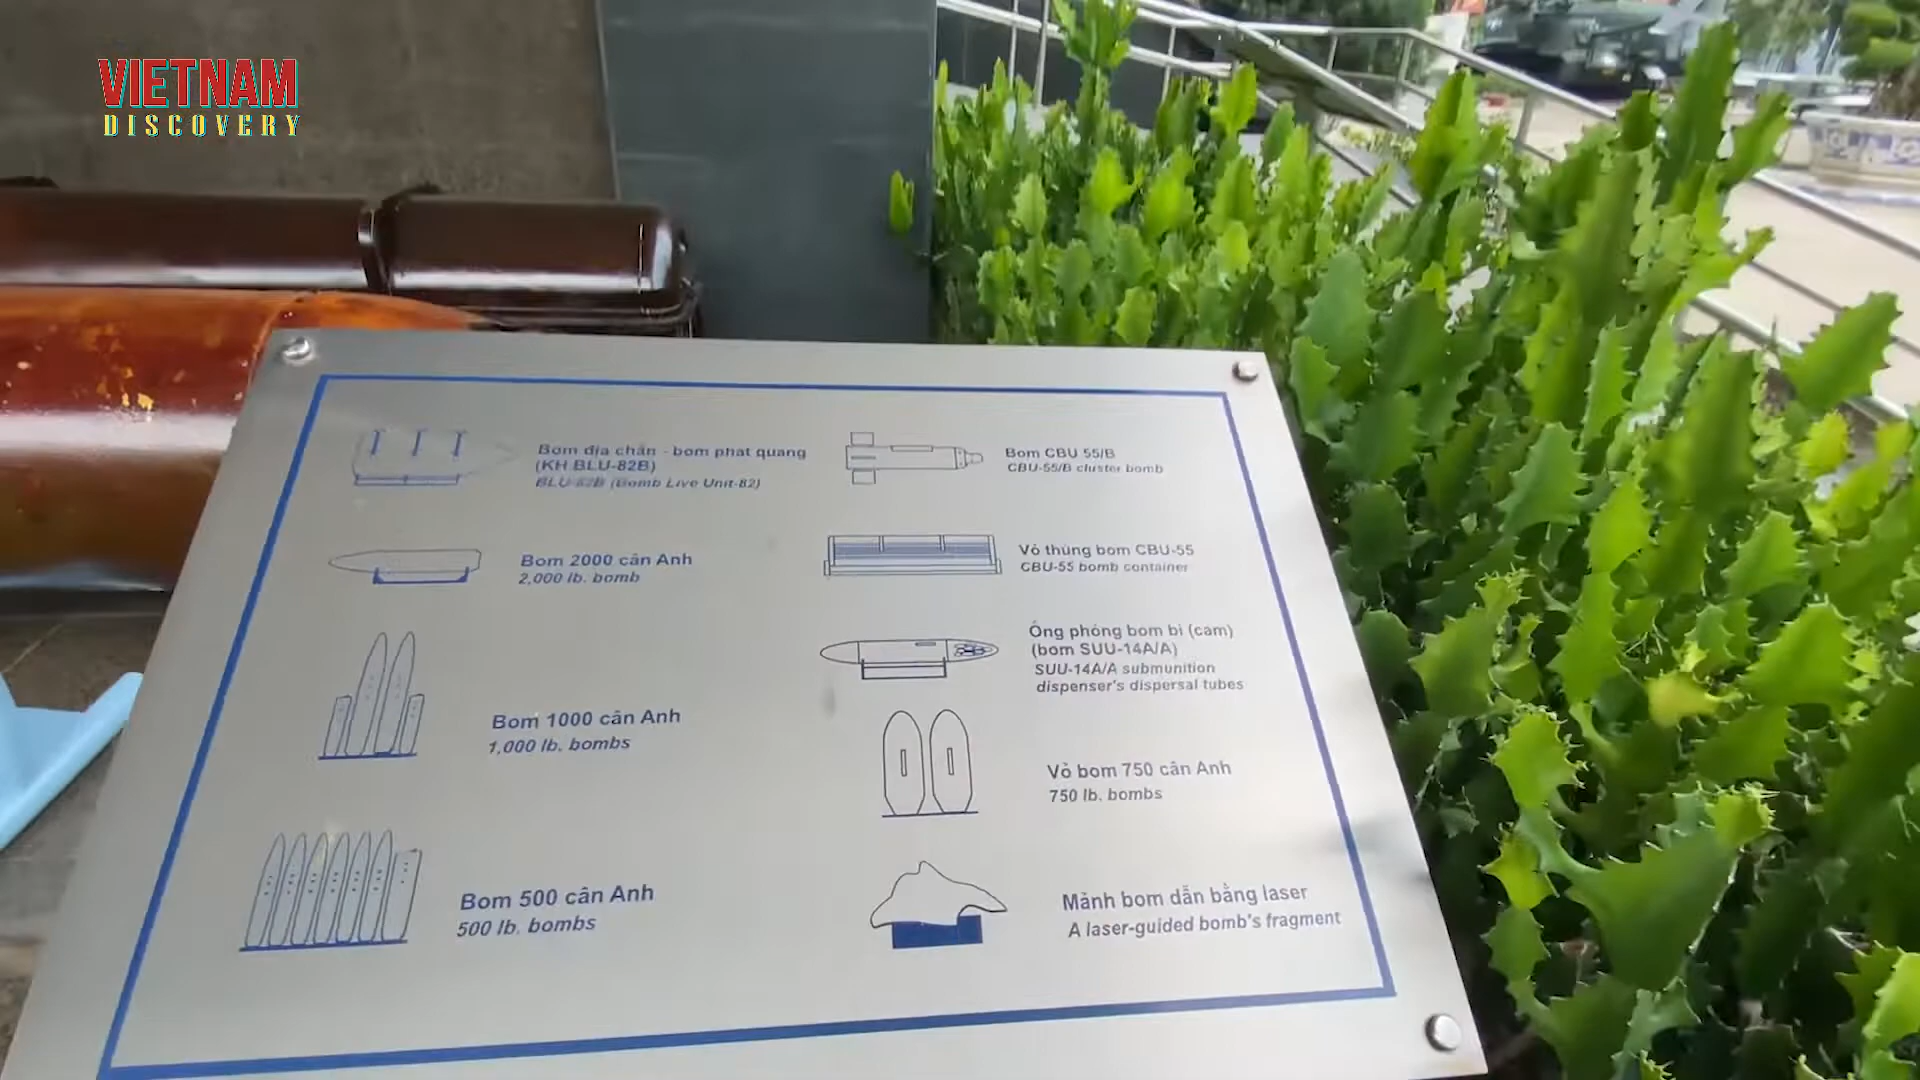 VIETNAM
DISCOVERY
Bom địa chấn - bom phát quang
(KH BLU-82B)
BLU-82B (Bomb Live Unit-82)
Bom 2000 cân Anh
2,000 lb. bomb
Bom 1000 cân Anh
1,000 lb. bombs
Bom 500 cân Anh
500 lb. bombs
Bom CBU 55/B
CBU-55/B cluster bomb
Vỏ thùng bom CBU-55
CBU-55 bomb container
Ống phóng bom bi (cam)
(bom SUU-14A/A)
SUU-14A/A submunition
dispenser's dispersal tubes
Vỏ bom 750 cân Anh
750 lb. bombs
Mảnh bom dẫn bằng laser
A laser-guided bomb's fragment